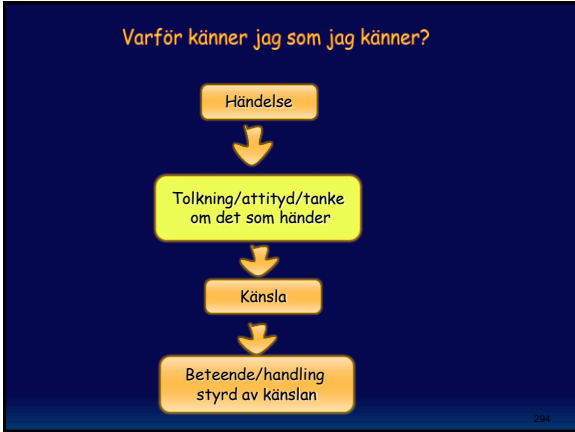 Varför känner jag som jag känner?
Händelse
Tolkning/attityd/tanke
om det som händer
Känsla
Beteende/handling
styrd av känslan
294